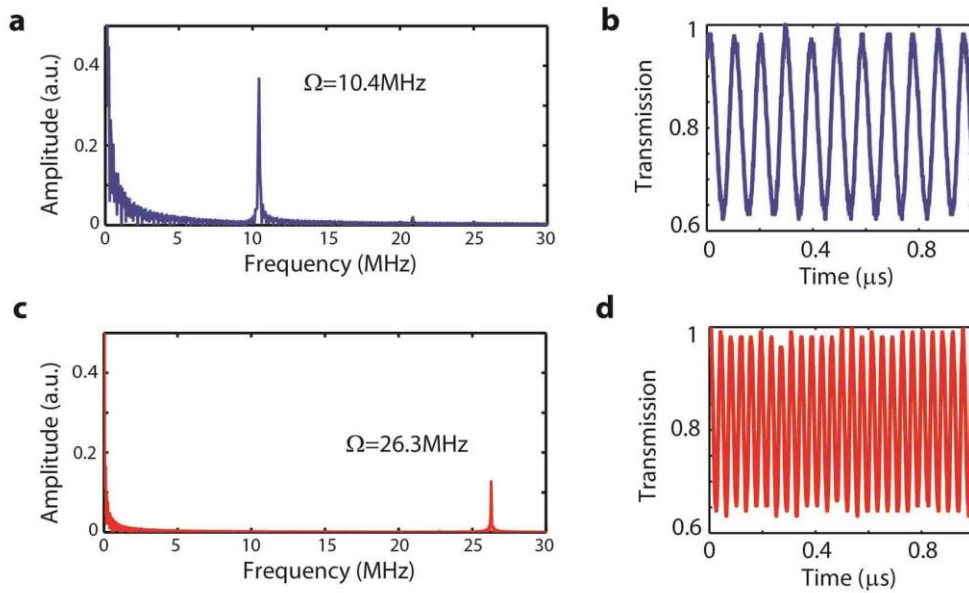 a
Amplitude (a.u.)
0.4
0.2
0
Ω=10.4MHz
0 5 10 15 20 25 30
Frequency (MHz)
b
Transmission
1
0.8
0.6
0 0.4 0.8
Time (μs)
c
Amplitude (a.u.)
0.4
0.2
0
Ω=26.3MHz
0 5 10 15 20 25 30
Frequency (MHz)
d
Transmission
1
0.8
0.6
0 0.4 0.8
Time (μs)